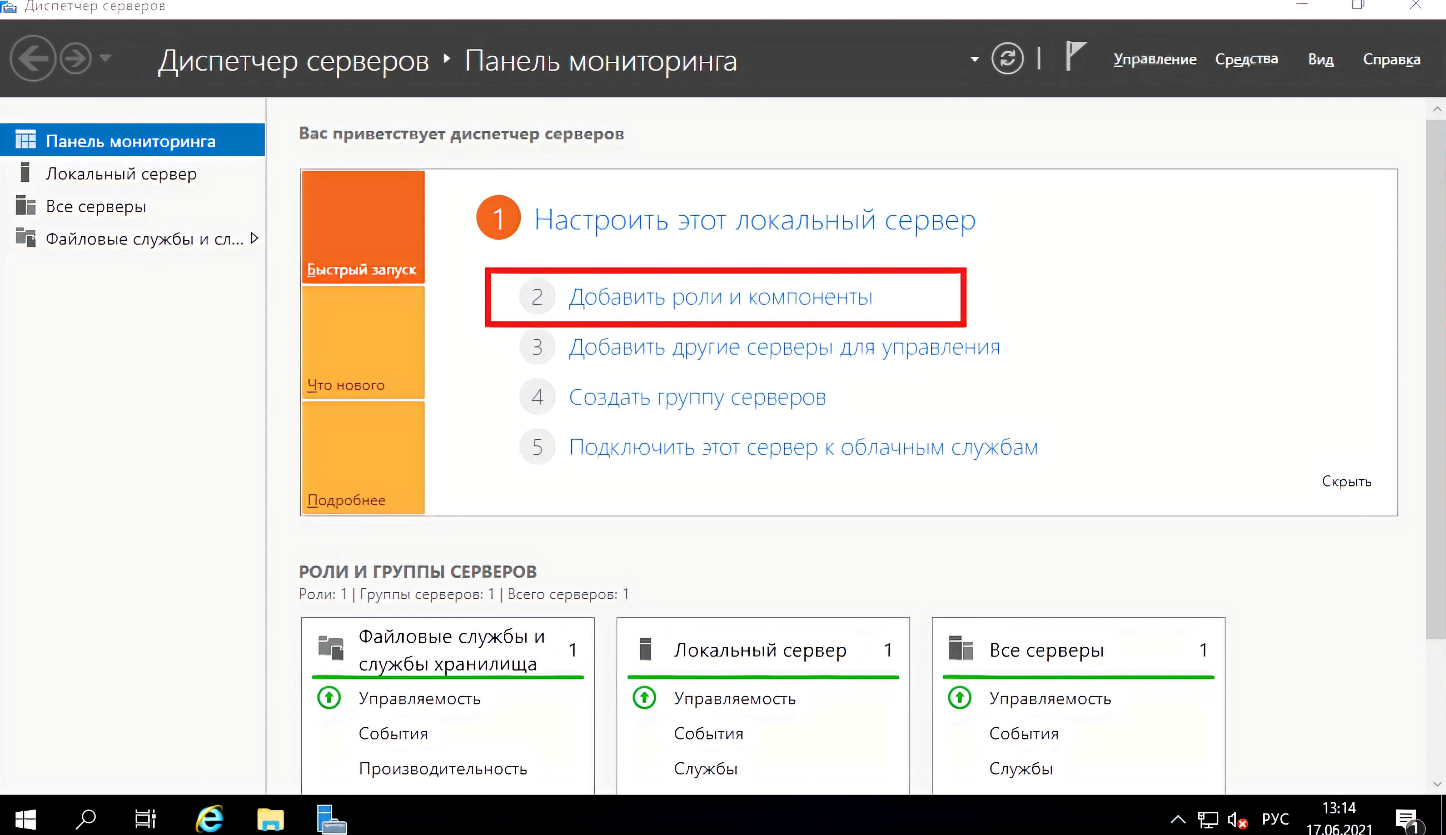 Диспетчер серверов
Диспетчер серверов ‣ Панель мониторинга
Управление Средства Вид Справка
Панель мониторинга
Локальный сервер
Все серверы
Файловые службы и сл...
Вас приветствует диспетчер серверов
Быстрый запуск
Что нового
Подробнее
1 Настроить этот локальный сервер
2 Добавить роли и компоненты
3 Добавить другие серверы для управления
4 Создать группу серверов
5 Подключить этот сервер к облачным службам
Скрыть
РОЛИ И ГРУППЫ СЕРВЕРОВ
Роли: 1 | Группы серверов: 1 | Всего серверов: 1
Файловые службы и
службы хранилища 1
Управляемость
События
Производительность
Локальный сервер 1
Управляемость
События
Службы
Все серверы 1
Управляемость
События
Службы
РУС
13:14
17.06.2021
1